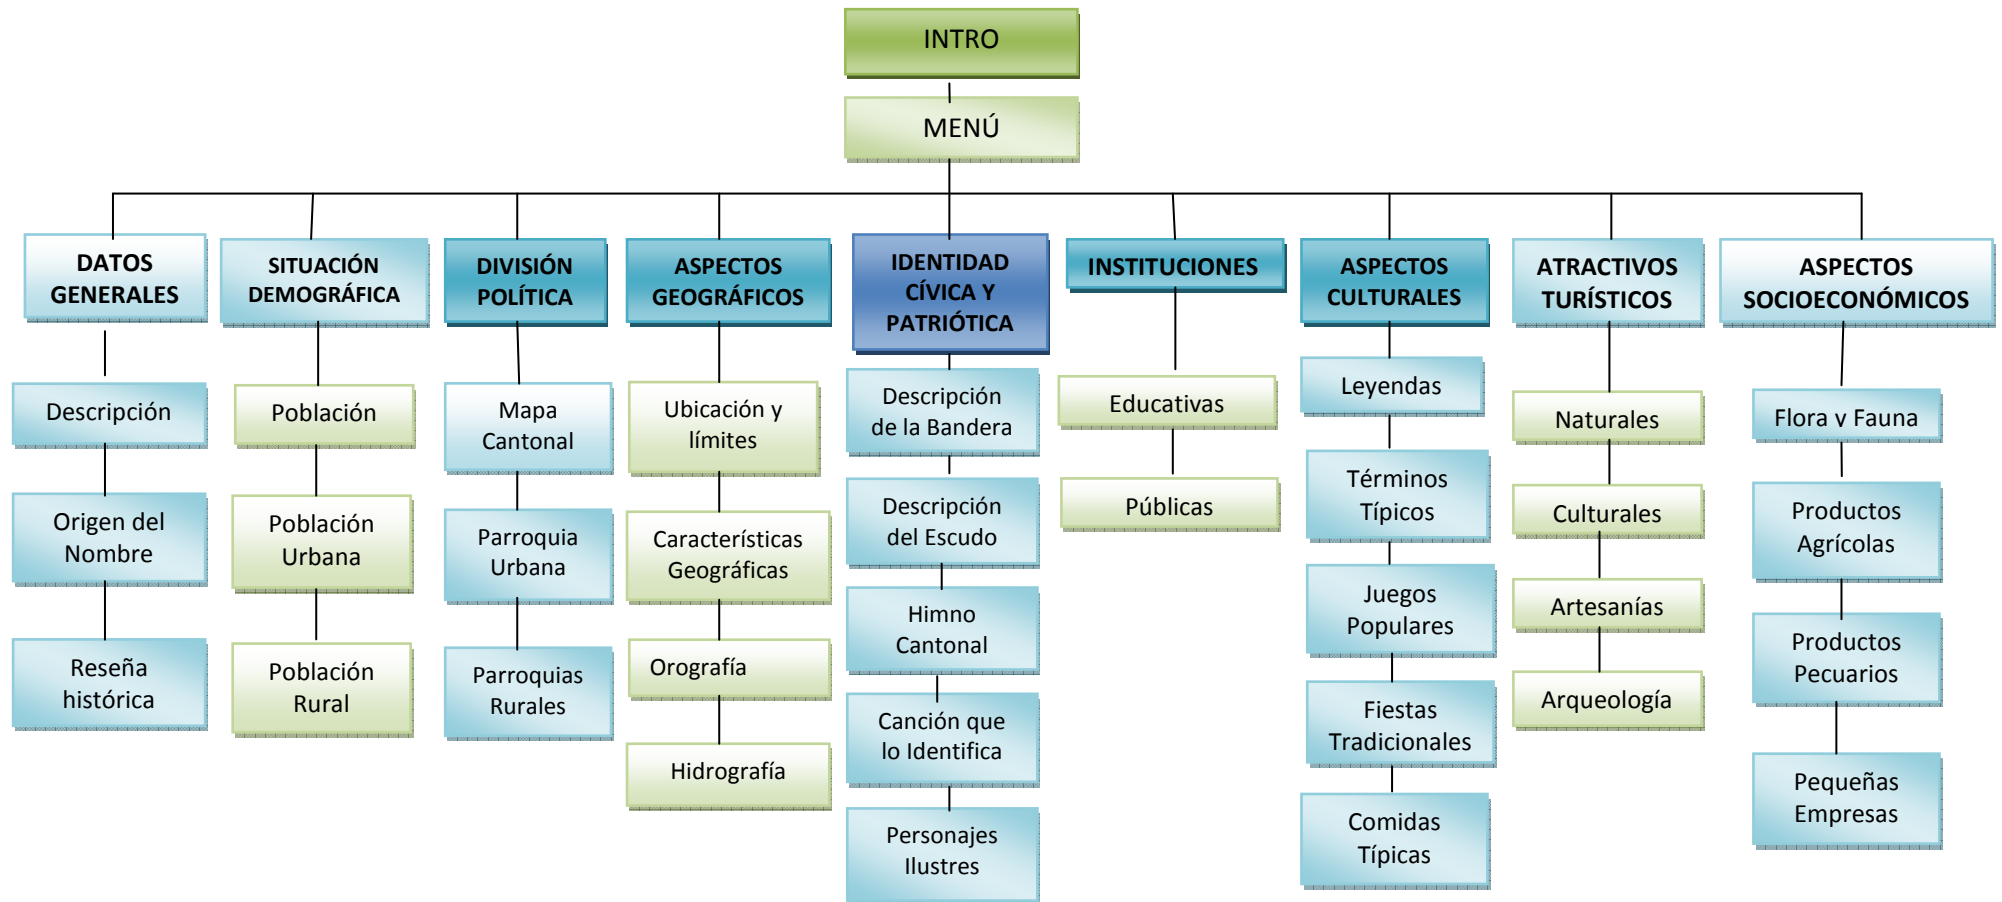 INTRO
MENÚ
DATOS
GENERALES
Descripción
Origen del
Nombre
Reseña
histórica
SITUACIÓN
DEMOGRÁFICA
Población
Población
Urbana
Población
Rural
DIVISIÓN
POLÍTICA
Mapa
Cantonal
Parroquia
Urbana
Parroquias
Rurales
ASPECTOS
GEOGRÁFICOS
Ubicación y
límites
Características
Geográficas
Orografía
Hidrografía
IDENTIDAD
CÍVICA Y
PATRIÓTICA
Descripción
de la Bandera
Descripción
del Escudo
Himno
Cantonal
Canción que
lo Identifica
Personajes
Ilustres
INSTITUCIONES
Educativas
Públicas
ASPECTOS
CULTURALES
Leyendas
Términos
Típicos
Juegos
Populares
Fiestas
Tradicionales
Comidas
Típicas
ATRACTIVOS
TURÍSTICOS
Naturales
Culturales
Artesanías
Arqueología
ASPECTOS
SOCIOECONÓMICOS
Flora y Fauna
Productos
Agrícolas
Productos
Pecuarios
Pequeñas
Empresas